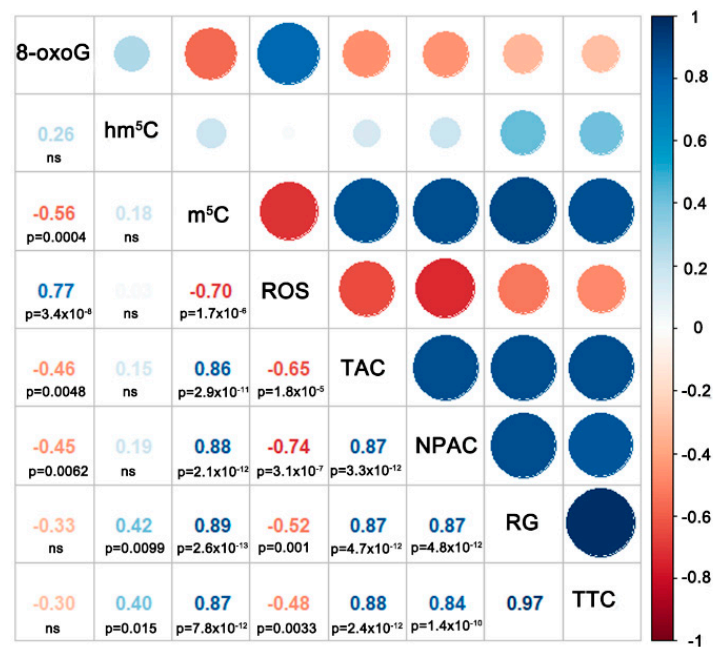 8-oxoG
0.26 hm⁵C
ns
-0.56 0.18 m⁵C
p=0.0004 ns
0.77 0.03 -0.70 ROS
p=3.4x10⁻⁸ ns p=1.7x10⁻⁶
-0.46 0.15 0.86 -0.65 TAC
p=0.0048 ns p=2.9x10⁻¹¹ p=1.8x10⁻⁵
-0.45 0.19 0.88 -0.74 0.87 NPAC
p=0.0062 ns p=2.1x10⁻¹² p=3.1x10⁻⁷ p=3.3x10⁻¹²
-0.33 0.42 0.89 -0.52 0.87 0.87 RG
ns p=0.0099 p=2.6x10⁻¹³ p=0.001 p=4.7x10⁻¹² p=4.8x10⁻¹²
-0.30 0.40 0.87 -0.48 0.88 0.84 0.97 TTC
ns p=0.015 p=7.8x10⁻¹² p=0.0033 p=2.4x10⁻¹² p=1.4x10⁻¹⁰
1
0.8
0.6
0.4
0.2
0
-0.2
-0.4
-0.6
-0.8
-1